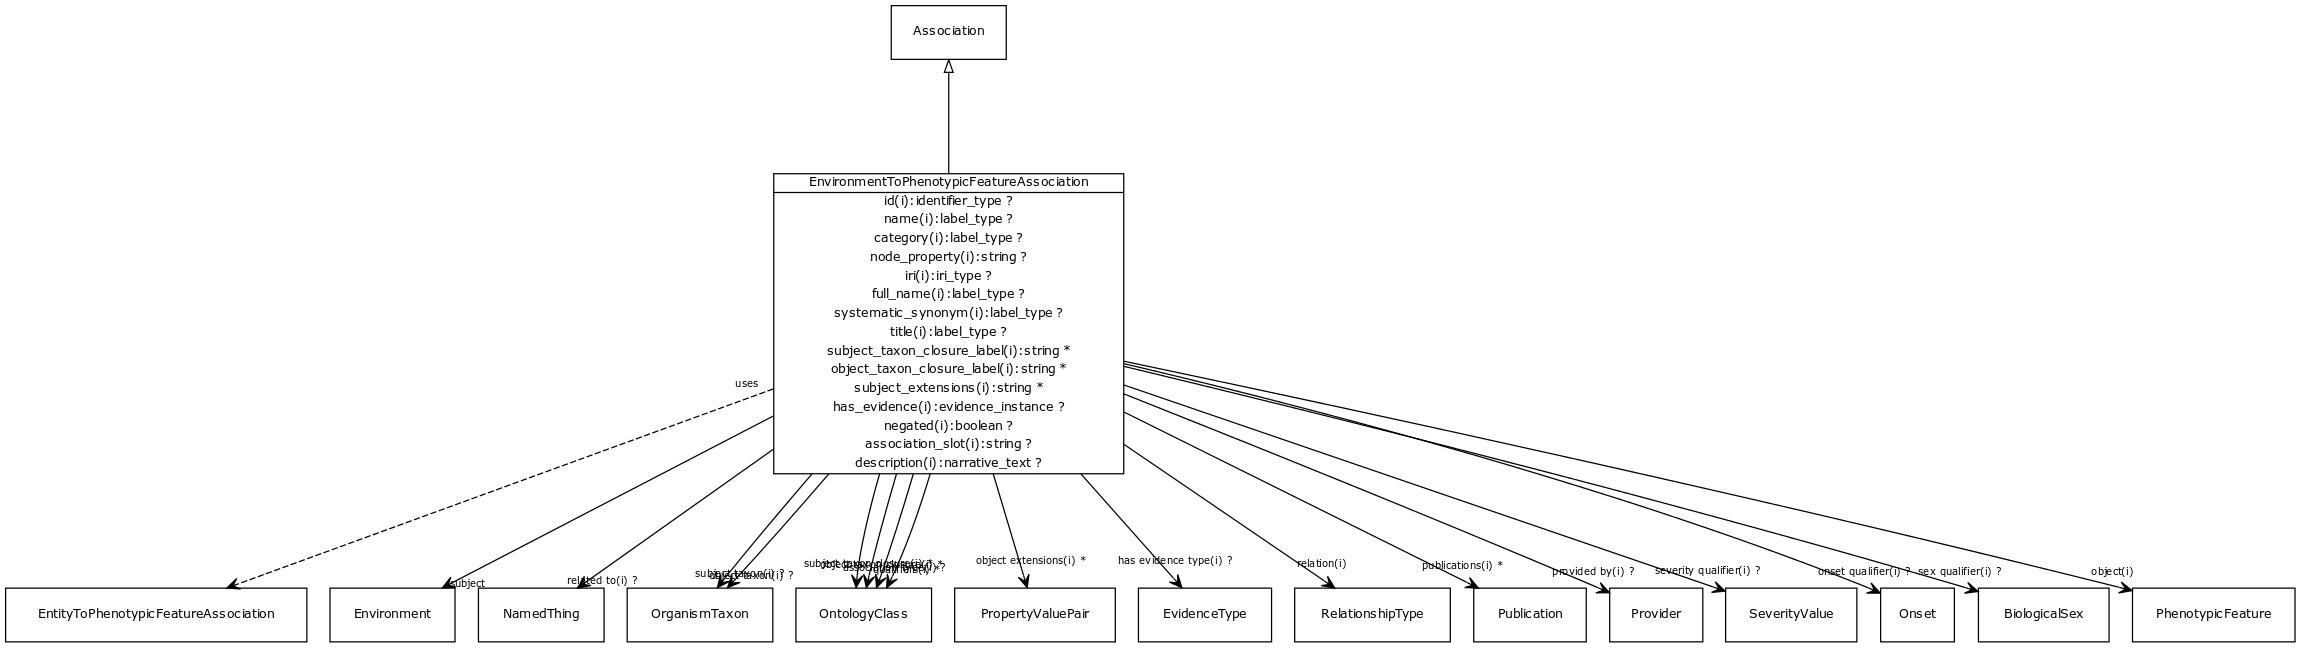 Association
EnvironmentToPhenotypicFeatureAssociation
id(i):identifier_type ?
name(i):label_type ?
category(i):label_type ?
node_property(i):string ?
iri(i):iri_type ?
full_name(i):label_type ?
systematic_synonym(i):label_type ?
title(i):label_type ?
subject_taxon_closure_label(i):string *
object_taxon_closure_label(i):string *
subject_extensions(i):string *
has_evidence(i):evidence_instance ?
negated(i):boolean ?
association_slot(i):string ?
description(i):narrative_text ?
uses
subject
related to(i) ?
subject taxon(i) ?
object taxon(i) ?
object extensions(i) *
has evidence type(i) ?
relation(i)
publications(i) *
provided by(i) ?
severity qualifier(i) ?
onset qualifier(i) ?
sex qualifier(i) ?
object(i)
EntityToPhenotypicFeatureAssociation
Environment
NamedThing
OrganismTaxon
OntologyClass
PropertyValuePair
EvidenceType
RelationshipType
Publication
Provider
SeverityValue
Onset
BiologicalSex
PhenotypicFeature